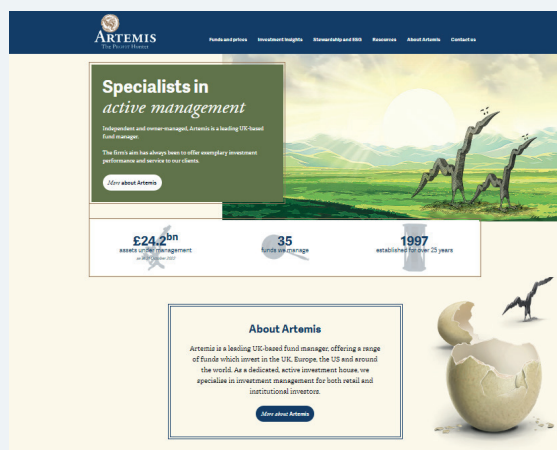 ARTEMIS
The PROFIT Hunter
Funds and prices Investment Insights Stewardship and ESG Resources About Artemis Contact us
Specialists in
active management
Independent and owner-managed, Artemis is a leading UK-based
fund manager.
The firm's aim has always been to offer exemplary investment
performance and service to our clients.
More about Artemis
£24.2bn
assets under management
as at 31 October 2022
35
funds we manage
1997
established for over 25 years
About Artemis
Artemis is a leading UK-based fund manager, offering a range
of funds which invest in the UK, Europe, the US and around
the world. As a dedicated, active investment house, we
specialise in investment management for both retail and
institutional investors.
More about Artemis